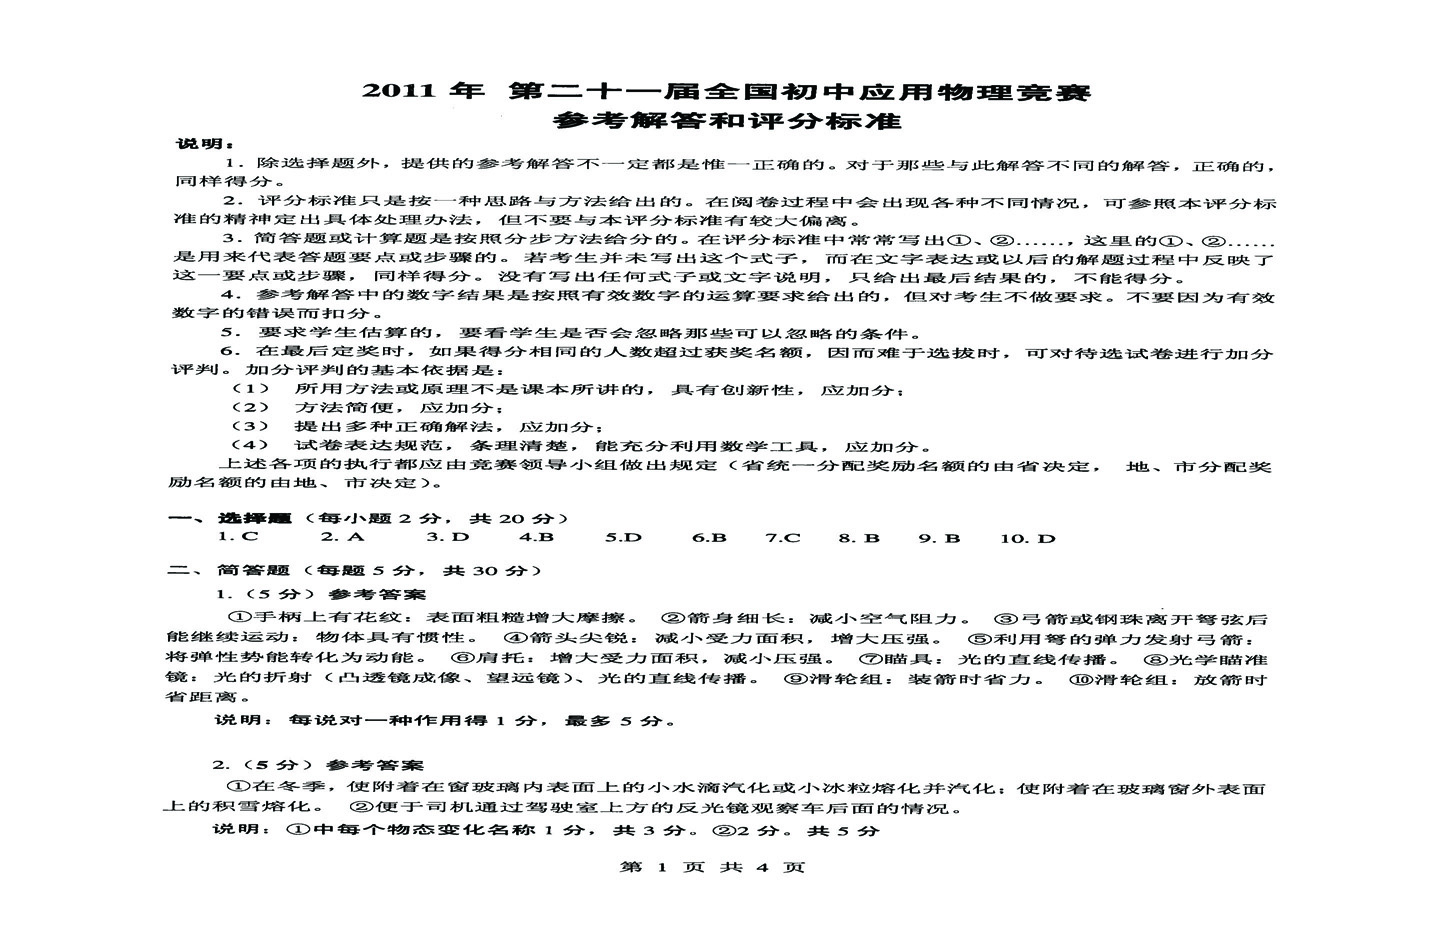 2011 年 第二十一届全国初中应用物理竞赛
参考解答和评分标准
说明：
1．除选择题外，提供的参考解答不一定都是惟一正确的。对于那些与此解答不同的解答，正确的，
同样得分。
2．评分标准只是按一种思路与方法给出的。在阅卷过程中会出现各种不同情况，可参照本评分标
准的精神定出具体处理办法，但不要与本评分标准有较大偏离。
3．简答题或计算题是按照分步方法给分的。在评分标准中常常写出①、②……，这里的①、②……
是用来代表答题要点或步骤的。若考生并未写出这个式子，而在文字表达或以后的解题过程中反映了
这一要点或步骤，同样得分。没有写出任何式子或文字说明，只给出最后结果的，不能得分。
4．参考解答中的数字结果是按照有效数字的运算要求给出的，但对考生不做要求。不要因为有效
数字的错误而扣分。
5．要求学生估算的，要看学生是否会忽略那些可以忽略的条件。
6．在最后定奖时，如果得分相同的人数超过获奖名额，因而难于选拔时，可对待选试卷进行加分
评判。加分评判的基本依据是：
（1） 所用方法或原理不是课本所讲的，具有创新性，应加分；
（2） 方法简便，应加分；
（3） 提出多种正确解法，应加分；
（4） 试卷表达规范，条理清楚，能充分利用数学工具，应加分。
上述各项的执行都应由竞赛领导小组做出规定（省统一分配奖励名额的由省决定， 地、市分配奖
励名额的由地、市决定）。
一、选择题（每小题 2 分，共 20 分）
1. C 2. A 3. D 4.B 5.D 6.B 7.C 8. B 9. B 10. D
二、简答题（每题 5 分，共 30 分）
1.（5 分）参考答案
①手柄上有花纹：表面粗糙增大摩擦。 ②箭身细长：减小空气阻力。 ③弓箭或钢珠离开弩弦后
能继续运动：物体具有惯性。 ④箭头尖锐：减小受力面积，增大压强。 ⑤利用弩的弹力发射弓箭：
将弹性势能转化为动能。 ⑥肩托：增大受力面积，减小压强。 ⑦瞄具：光的直线传播。 ⑧光学瞄准
镜：光的折射（凸透镜成像、望远镜）、光的直线传播。 ⑨滑轮组：装箭时省力。 ⑩滑轮组：放箭时
省距离。
说明：每说对一种作用得 1 分，最多 5 分。
2.（5 分）参考答案
①在冬季，使附着在窗玻璃内表面上的小水滴汽化或小冰粒熔化并汽化；使附着在玻璃窗外表面
上的积雪熔化。 ②便于司机通过驾驶室上方的反光镜观察车后面的情况。
说明：①中每个物态变化名称 1 分，共 3 分。②2 分。共 5 分
第 1 页 共 4 页